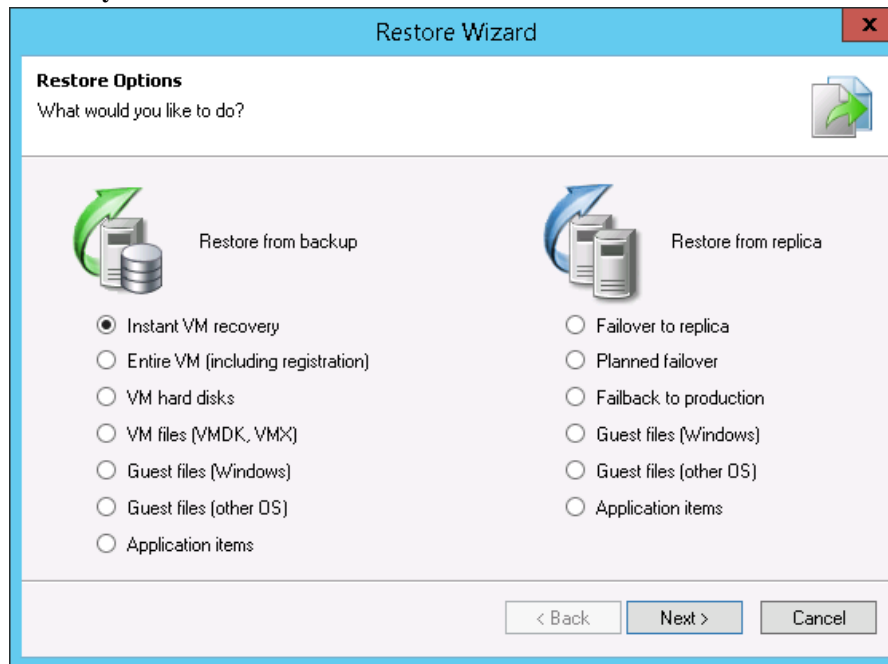 Restore Wizard
x
Restore Options
What would you like to do?
Restore from backup
Instant VM recovery
Entire VM (including registration)
VM hard disks
VM files (VMDK, VMX)
Guest files (Windows)
Guest files (other OS)
Application items
Restore from replica
Failover to replica
Planned failover
Failback to production
Guest files (Windows)
Guest files (other OS)
Application items
< Back
Next >
Cancel